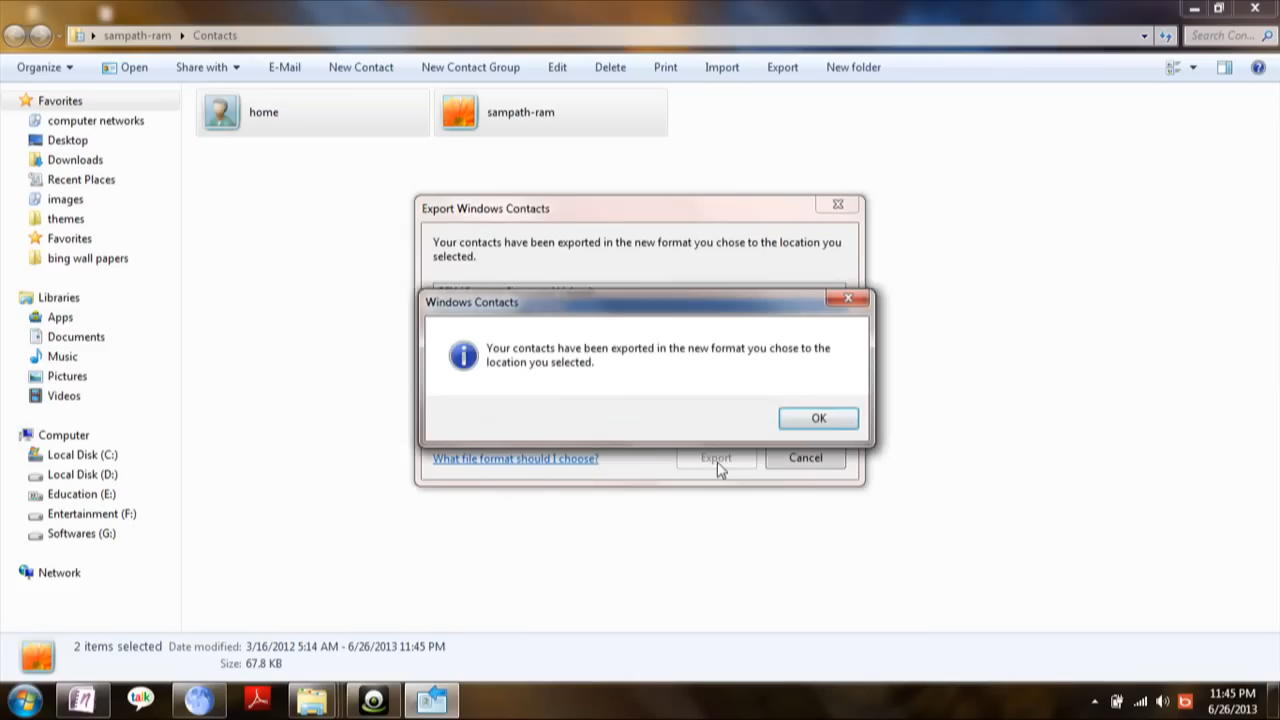 sampath-ram Contacts Search Con...
Organize Open Share with E-Mail New Contact New Contact Group Edit Delete Print Import Export New folder
Favorites
computer networks
Desktop
Downloads
Recent Places
images
themes
Favorites
bing wall papers
Libraries
Apps
Documents
Music
Pictures
Videos
Computer
Local Disk (C:)
Local Disk (D:)
Education (E:)
Entertainment (F:)
Softwares (G:)
Network
home sampath-ram
Export Windows Contacts
Your contacts have been exported in the new format you chose to the location you
selected.
Windows Contacts
Your contacts have been exported in the new format you chose to the
location you selected.
OK
What file format should I choose? Export Cancel
2 items selected Date modified: 3/16/2012 5:14 AM - 6/26/2013 11:45 PM
Size: 67.8 KB
talk
11:45 PM
6/26/2013